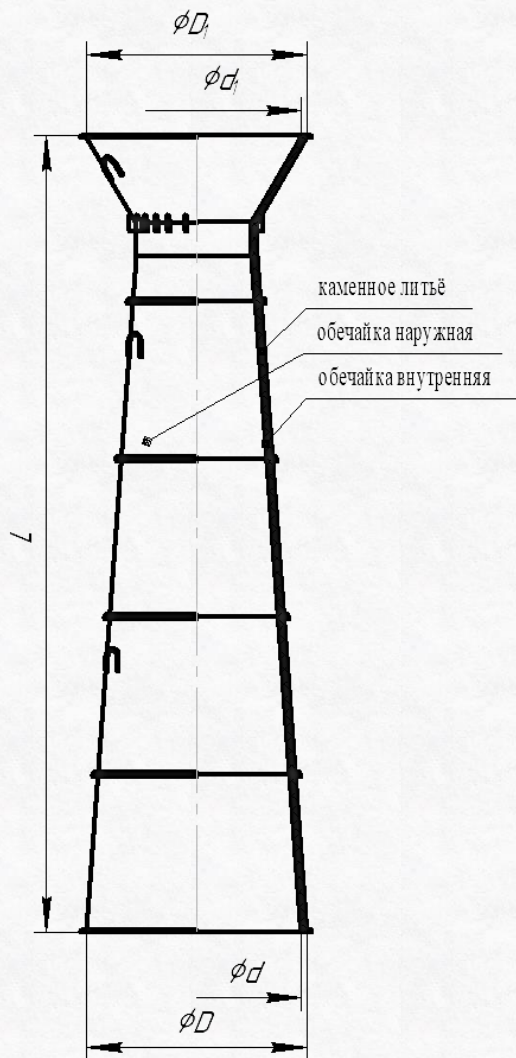 ϕD₁
ϕd₁
каменное литьё
обечайка наружная
обечайка внутренняя
L
ϕd
ϕD